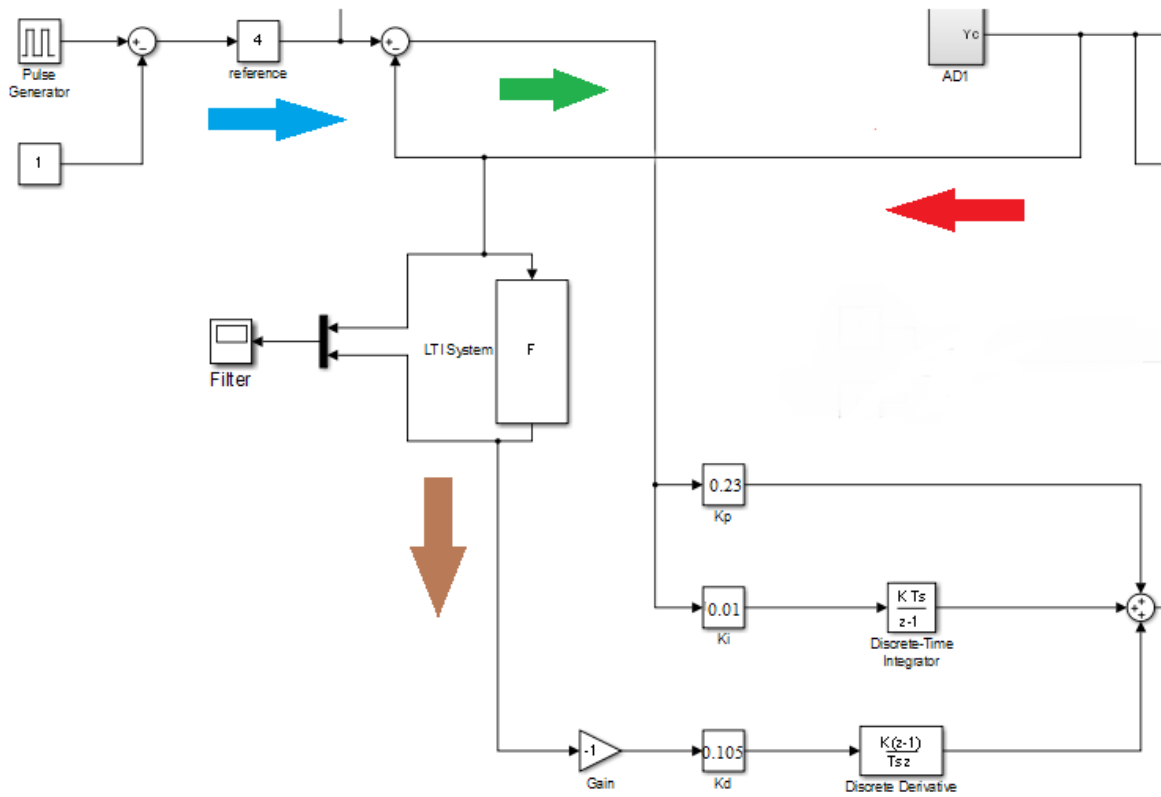 Pulse
Generator
+
-
4
reference
+
-
Yc
AD1
1
LTI System
F
Filter
0.23
Kp
0.01
Ki
K Ts
z-1
Discrete-Time
Integrator
+
+
+
-1
Gain
0.105
Kd
K(z-1)
Ts z
Discrete Derivative